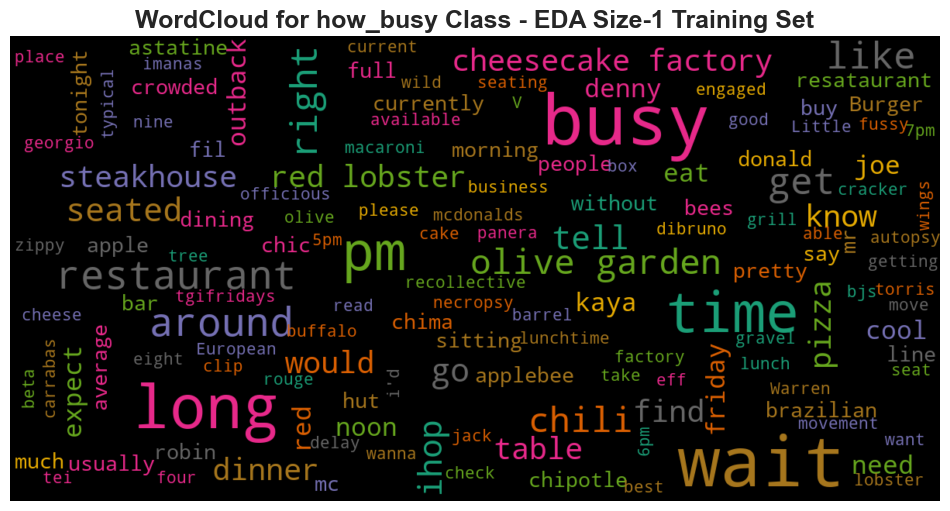 WordCloud for how_busy Class - EDA Size-1 Training Set
place
astatine
imanas
tonight
typical
crowded
outback
right
current
full
wild
seating
cheesecake factory
like
resataurant
engaged
denny
currently
available
V
good
buy
Burger
Little
fussy
7pm
nine
georgio
fil
macaroni
morning
busy
people
box
donald
joe
steakhouse
red lobster
officious
business
eat
get
cracker
wings
seated
dining
olive
please
mcdonalds
without
bees
know
grill
able
mr
autopsy
zippy
apple
tree
chic
5pm
pm
cake
panera
tell
dibruno
say
getting
restaurant
tgifridays
recollective
olive garden
pretty
bjs
torris
move
bar
read
necropsy
barrel
kaya
time
pizza
cool
cheese
around
buffalo
chima
sitting
lunchtime
gravel
line
European
eight
clip
would
factory
lunch
seat
beta
carrabas
expect
average
rouge
i'd
go
applebee
take
eff
friday
Warren
long
red
hut
noon
chili
find
brazilian
movement
want
robin
delay
wanna
jack
table
6pm
wait
need
much
usually
tei
four
dinner
mc
ihop
check
chipotle
best
lobster